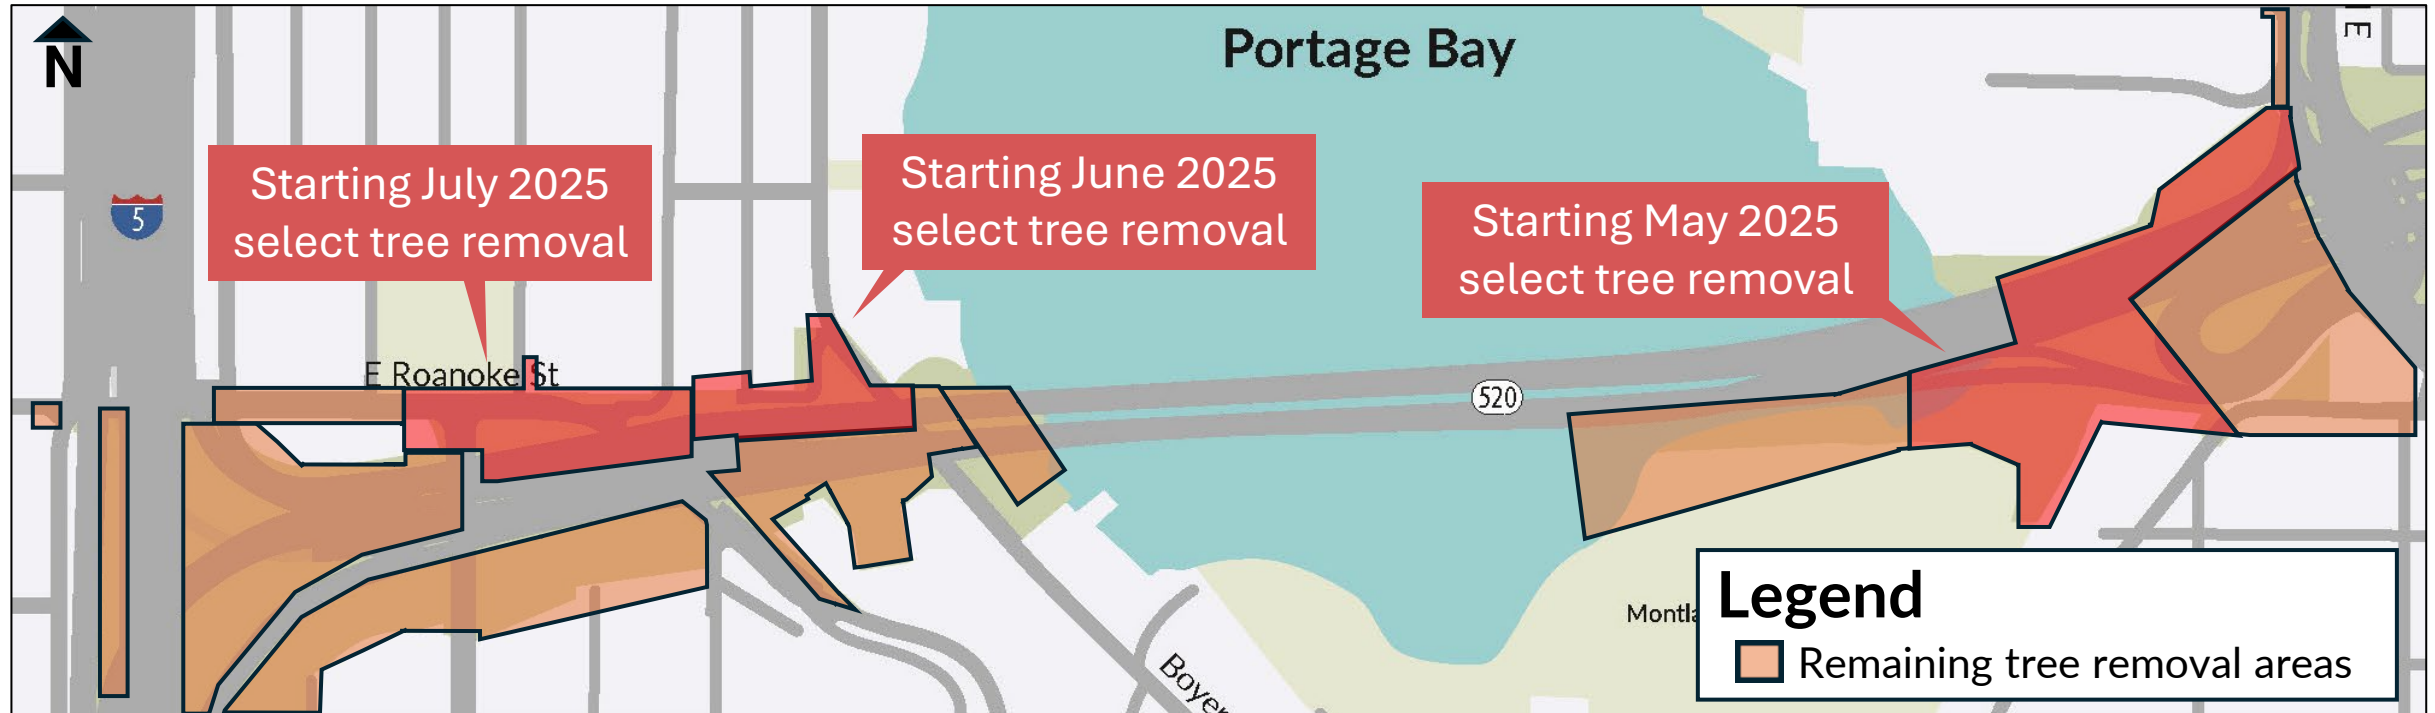 Portage Bay
N
E
5
Starting July 2025
select tree removal
Starting June 2025
select tree removal
Starting May 2025
select tree removal
E Roanoke St
520
Legend
Remaining tree removal areas